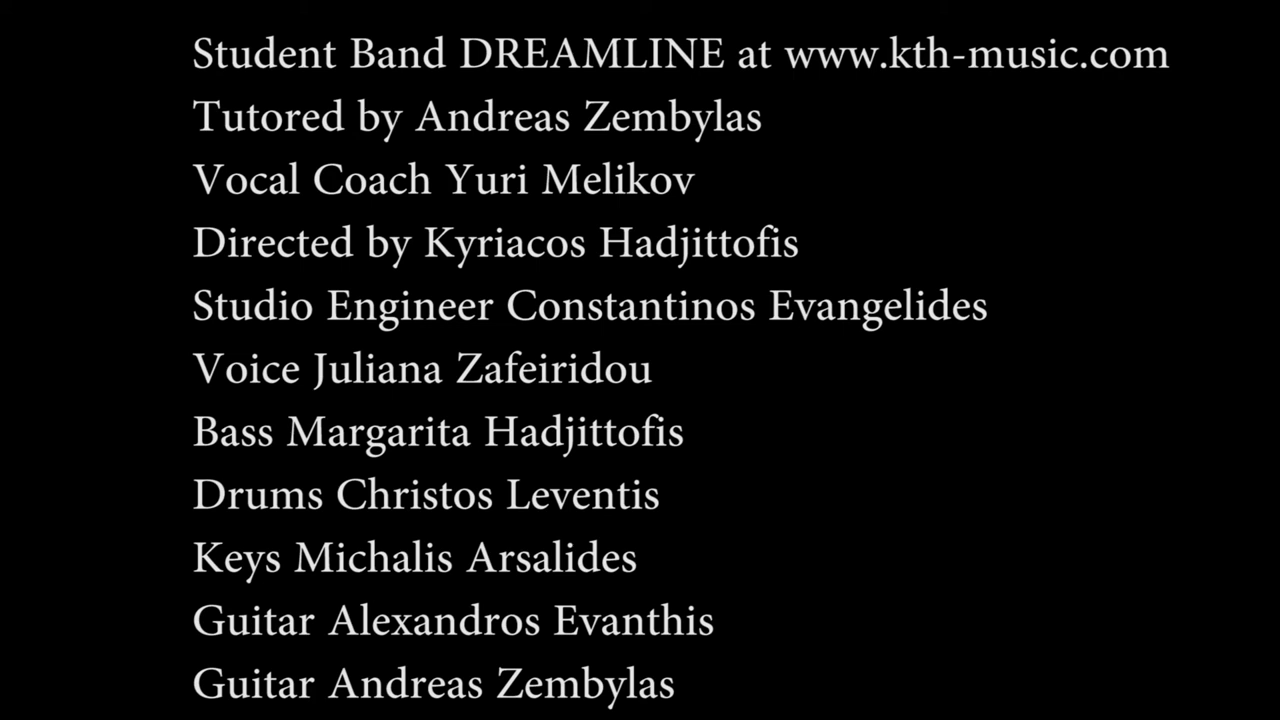 Student Band DREAMLINE at www.kth-music.com
Tutored by Andreas Zembylas
Vocal Coach Yuri Melikov
Directed by Kyriacos Hadjittofis
Studio Engineer Constantinos Evangelides
Voice Juliana Zafeiridou
Bass Margarita Hadjittofis
Drums Christos Leventis
Keys Michalis Arsalides
Guitar Alexandros Evanthis
Guitar Andreas Zembylas